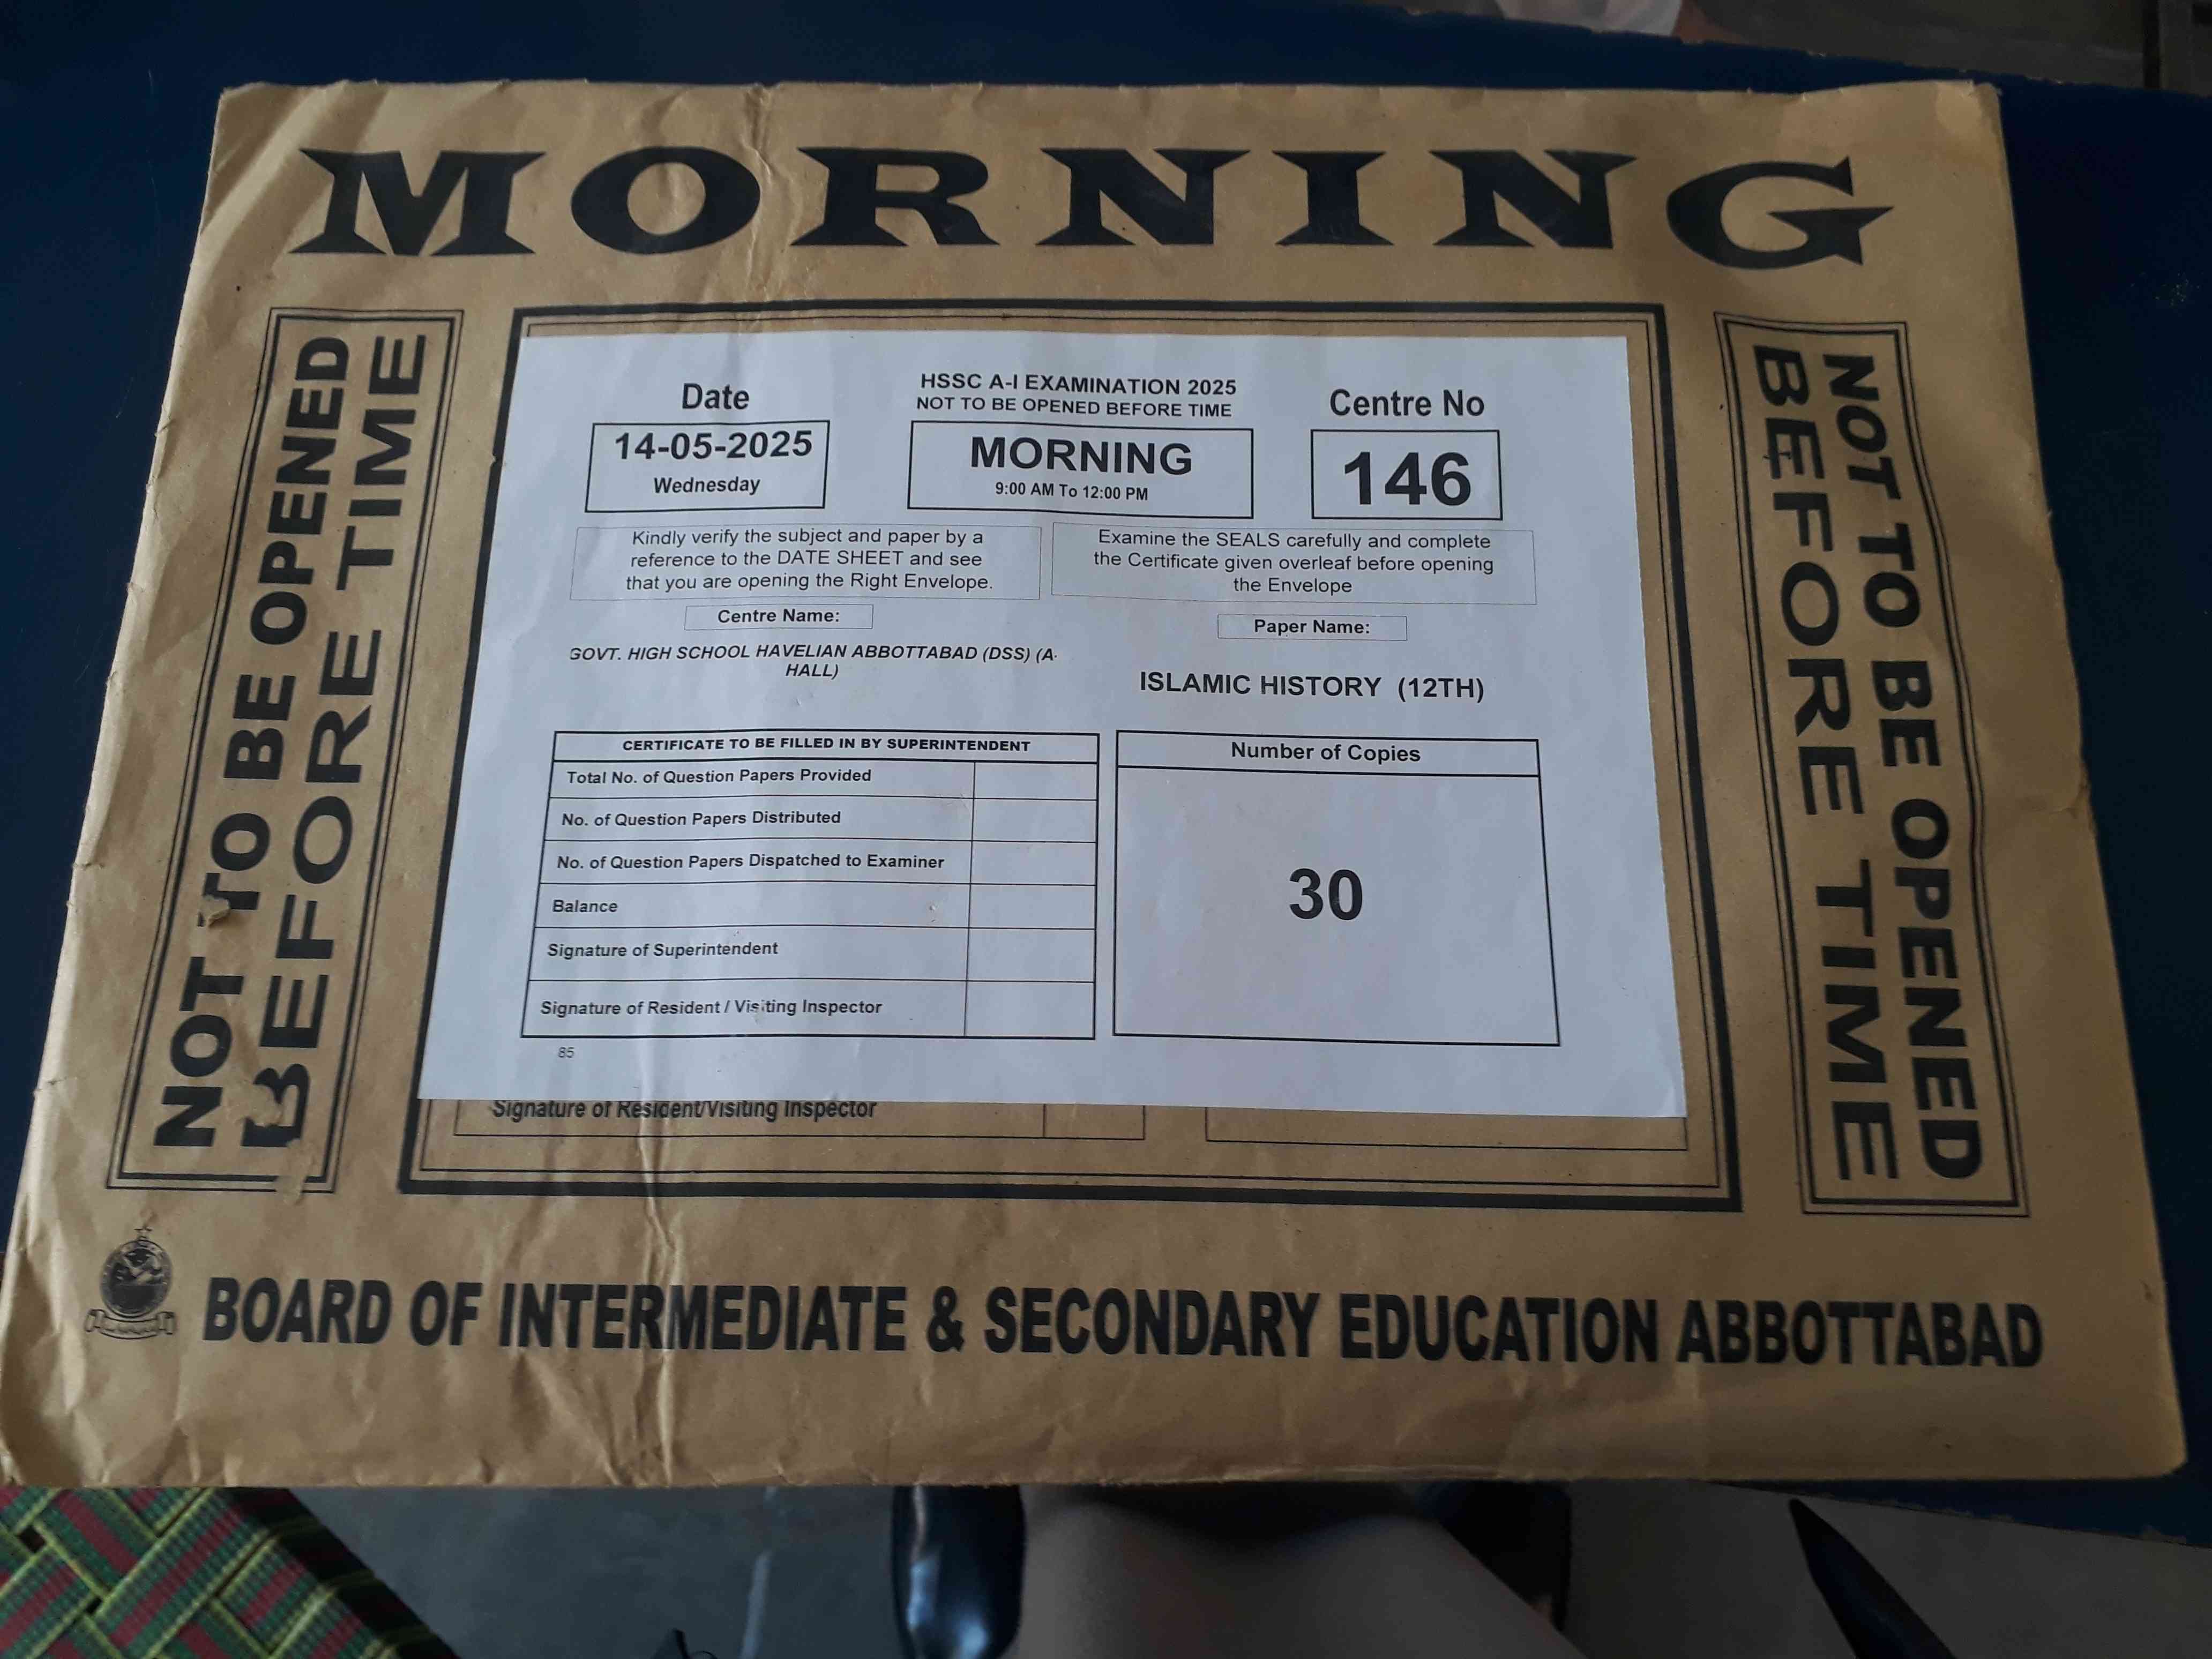 MORNING
NOT TO BE OPENED
BEFORE TIME
Date
14-05-2025
Wednesday
HSSC A-I EXAMINATION 2025
NOT TO BE OPENED BEFORE TIME
MORNING
9:00 AM To 12:00 PM
Centre No
146
Kindly verify the subject and paper by a
reference to the DATE SHEET and see
that you are opening the Right Envelope.
Examine the SEALS carefully and complete
the Certificate given overleaf before opening
the Envelope
Centre Name:
GOVT. HIGH SCHOOL HAVELIAN ABBOTTABAD (DSS) (A-
HALL)
Paper Name:
ISLAMIC HISTORY (12TH)
CERTIFICATE TO BE FILLED IN BY SUPERINTENDENT
Total No. of Question Papers Provided
No. of Question Papers Distributed
No. of Question Papers Dispatched to Examiner
Balance
Signature of Superintendent
Signature of Resident / Visiting Inspector
Number of Copies
30
85
Signature of Resident/Visiting Inspector
NOT TO BE OPENED
BEFORE TIME
BOARD OF INTERMEDIATE & SECONDARY EDUCATION ABBOTTABAD